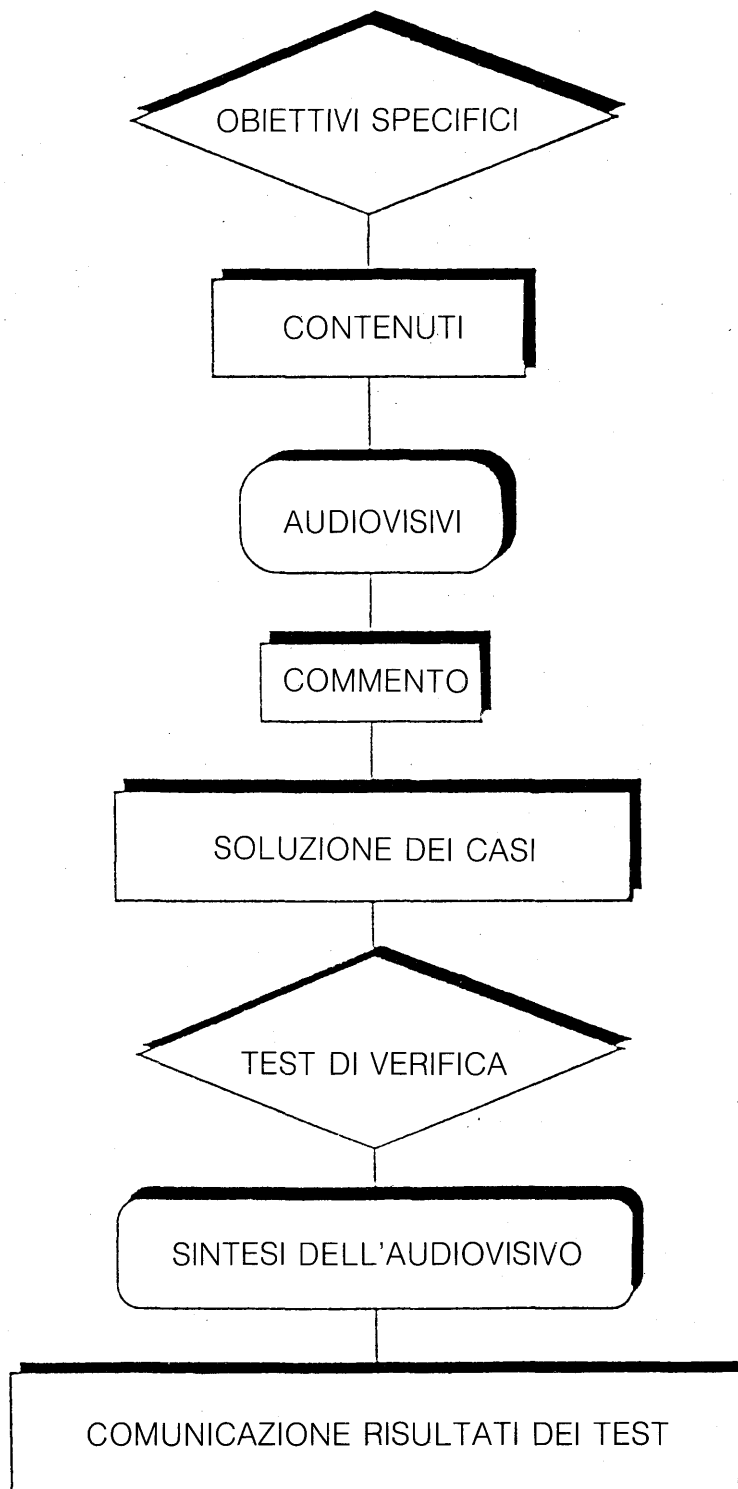 OBIETTIVI SPECIFICI
CONTENUTI
AUDIOVISIVI
COMMENTO
SOLUZIONE DEI CASI
TEST DI VERIFICA
SINTESI DELL'AUDIOVISIVO
COMUNICAZIONE RISULTATI DEI TEST